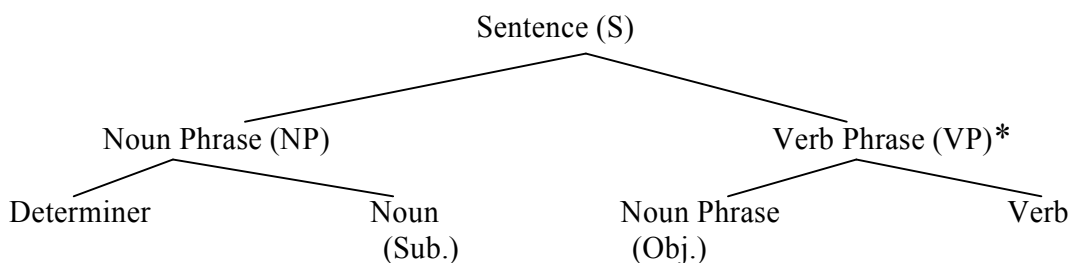 Sentence (S)
Noun Phrase (NP) Verb Phrase (VP)*
Determiner Noun Noun Phrase Verb
(Sub.) (Obj.)